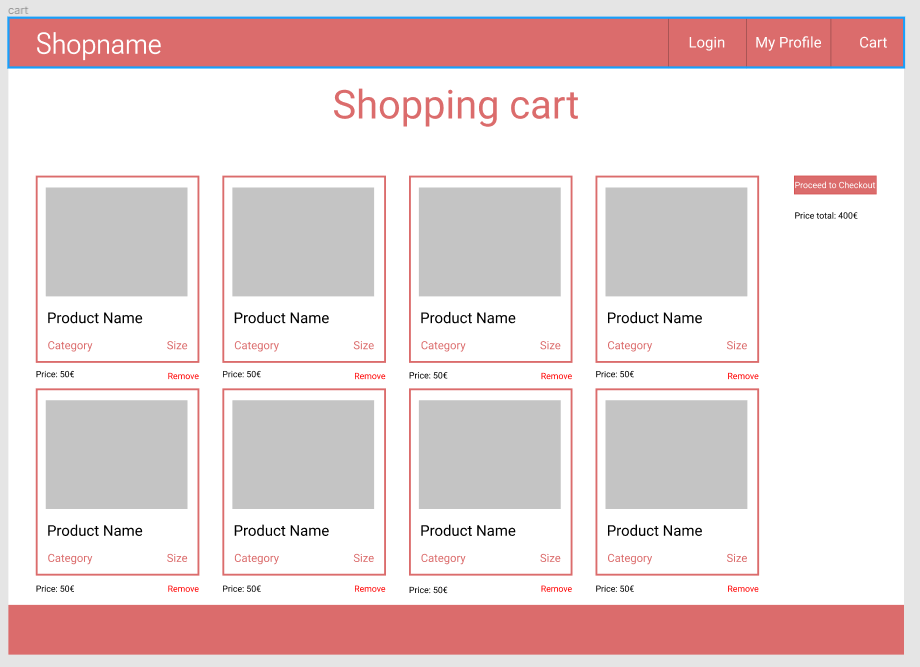 cart
Shopname
Login My Profile Cart
Shopping cart
Proceed to Checkout
Price total: 400€
Product Name Product Name Product Name Product Name
Category Size Category Size Category Size Category Size
Price: 50€ Remove Price: 50€ Remove Price: 50€ Remove Price: 50€ Remove
Product Name Product Name Product Name Product Name
Category Size Category Size Category Size Category Size
Price: 50€ Remove Price: 50€ Remove Price: 50€ Remove Price: 50€ Remove